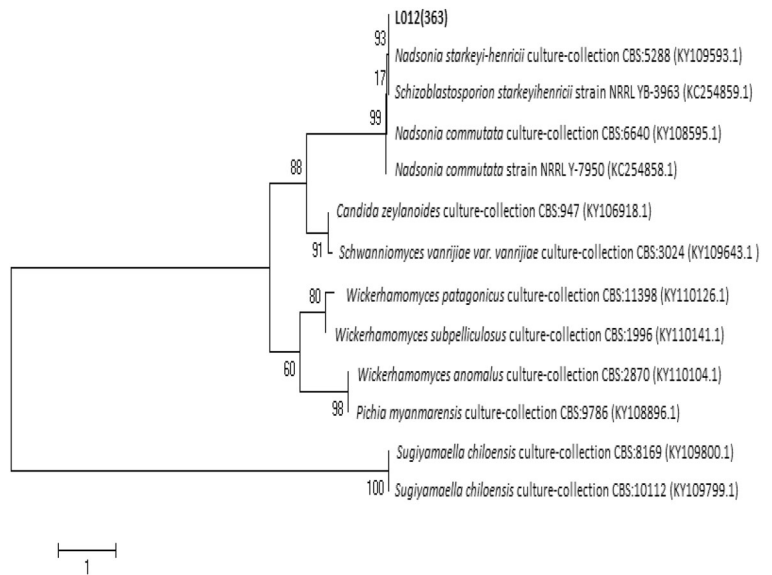 L012(363)
93
Nadsonia starkeyi-henricii culture-collection CBS:5288 (KY109593.1)
17
Schizoblastosporion starkeyihenricii strain NRRL YB-3963 (KC254859.1)
99
Nadsonia commutata culture-collection CBS:6640 (KY108595.1)
88
Nadsonia commutata strain NRRL Y-7950 (KC254858.1)
Candida zeylanoides culture-collection CBS:947 (KY106918.1)
91
Schwanniomyces vanrijiae var. vanrijiae culture-collection CBS:3024 (KY109643.1 )
80
Wickerhamomyces patagonicus culture-collection CBS:11398 (KY110126.1)
Wickerhamomyces subpelliculosus culture-collection CBS:1996 (KY110141.1)
60
Wickerhamomyces anomalus culture-collection CBS:2870 (KY110104.1)
98
Pichia myanmarensis culture-collection CBS:9786 (KY108896.1)
Sugiyamaella chiloensis culture-collection CBS:8169 (KY109800.1)
100
Sugiyamaella chiloensis culture-collection CBS:10112 (KY109799.1)
1